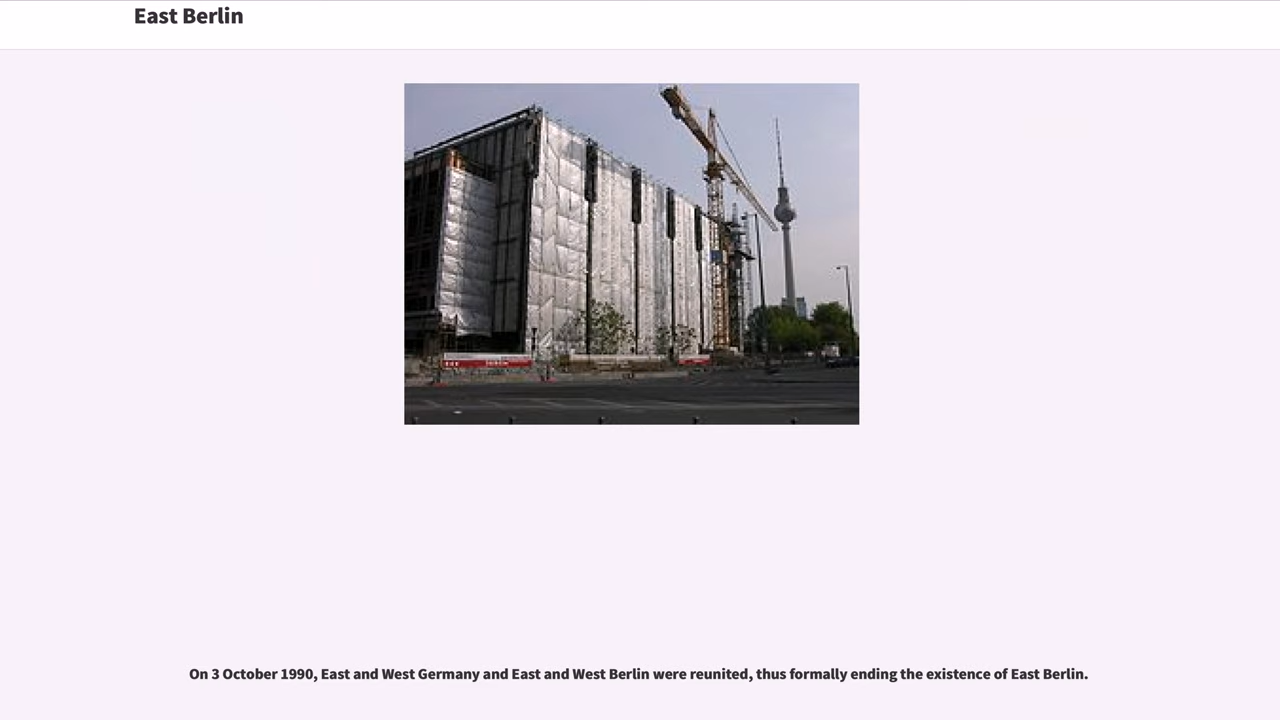 East Berlin
On 3 October 1990, East and West Germany and East and West Berlin were reunited, thus formally ending the existence of East Berlin.